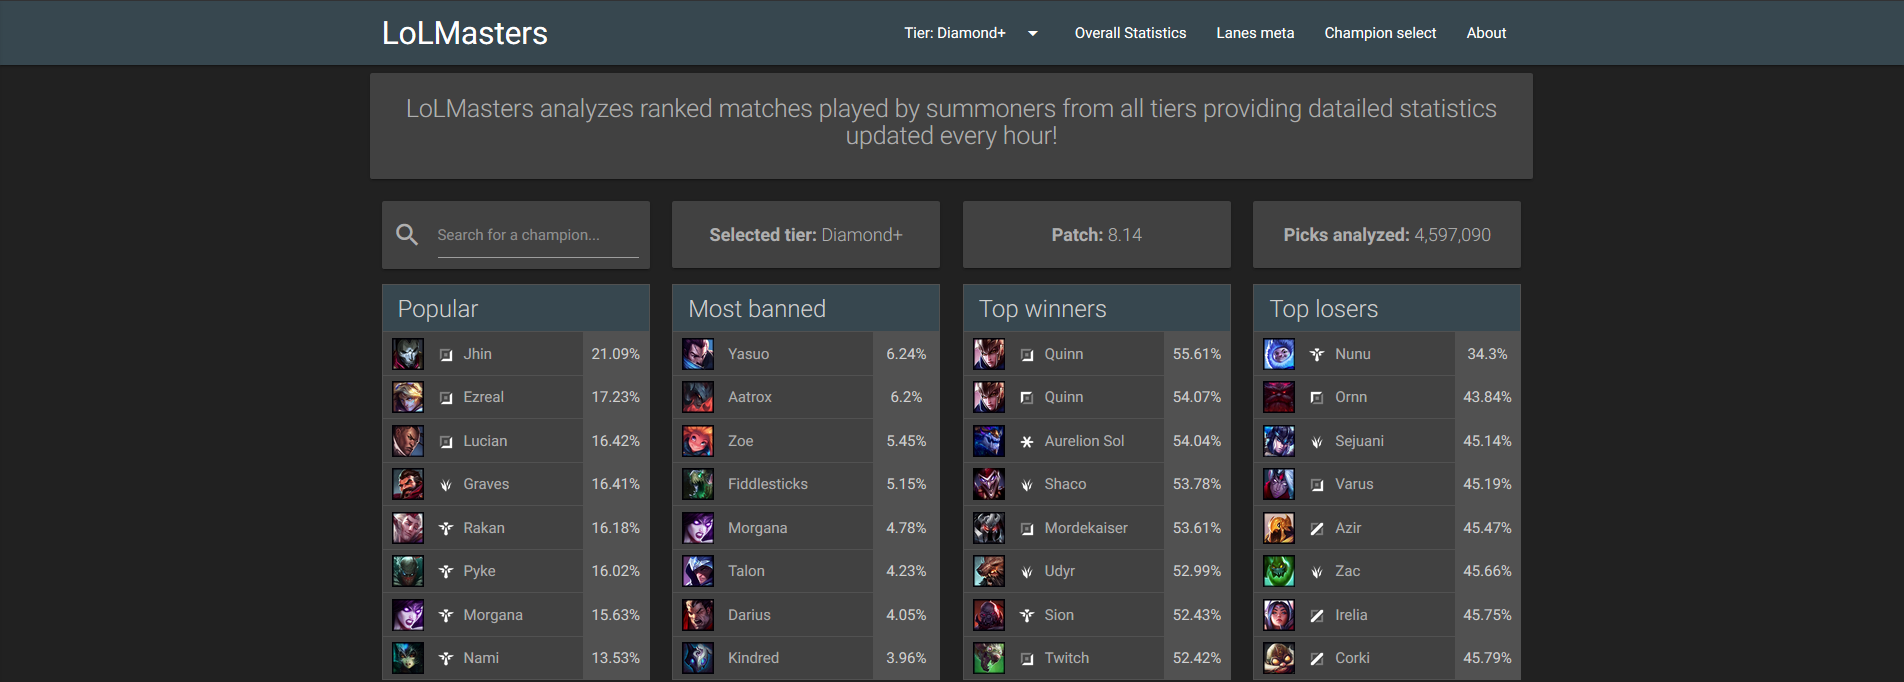 LoLMasters
Tier: Diamond+ Overall Statistics Lanes meta Champion select About
LoLMasters analyzes ranked matches played by summoners from all tiers providing datailed statistics
updated every hour!
Search for a champion...
Selected tier: Diamond+
Patch: 8.14
Picks analyzed: 4,597,090
Popular
Jhin 21.09%
Ezreal 17.23%
Lucian 16.42%
Graves 16.41%
Rakan 16.18%
Pyke 16.02%
Morgana 15.63%
Nami 13.53%
Most banned
Yasuo 6.24%
Aatrox 6.2%
Zoe 5.45%
Fiddlesticks 5.15%
Morgana 4.78%
Talon 4.23%
Darius 4.05%
Kindred 3.96%
Top winners
Quinn 55.61%
Quinn 54.07%
Aurelion Sol 54.04%
Shaco 53.78%
Mordekaiser 53.61%
Udyr 52.99%
Sion 52.43%
Twitch 52.42%
Top losers
Nunu 34.3%
Ornn 43.84%
Sejuani 45.14%
Varus 45.19%
Azir 45.47%
Zac 45.66%
Irelia 45.75%
Corki 45.79%